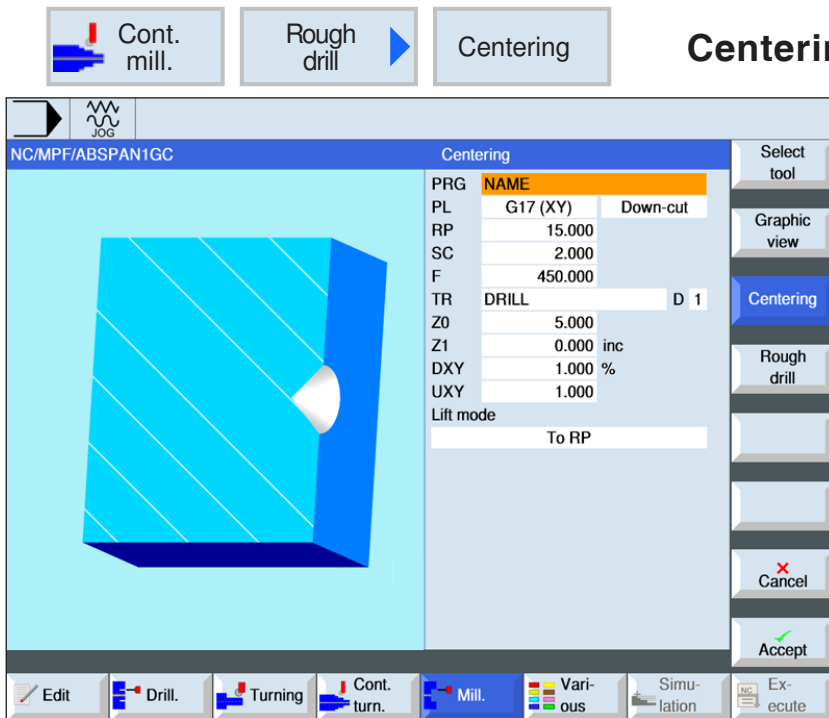 Cont.
mill.
Rough
drill
Centering
Centerin
JOG
NC/MPF/ABSPAN1GC
Centering
PRG NAME
PL G17 (XY) Down-cut
RP 15.000
SC 2.000
F 450.000
TR DRILL D 1
Z0 5.000
Z1 0.000 inc
DXY 1.000 %
UXY 1.000
Lift mode
To RP
Select
tool
Graphic
view
Centering
Rough
drill
Cancel
Accept
Edit
Drill.
Turning
Cont.
turn.
Mill.
Vari-
ous
Simu-
lation
NC
Ex-
ecute